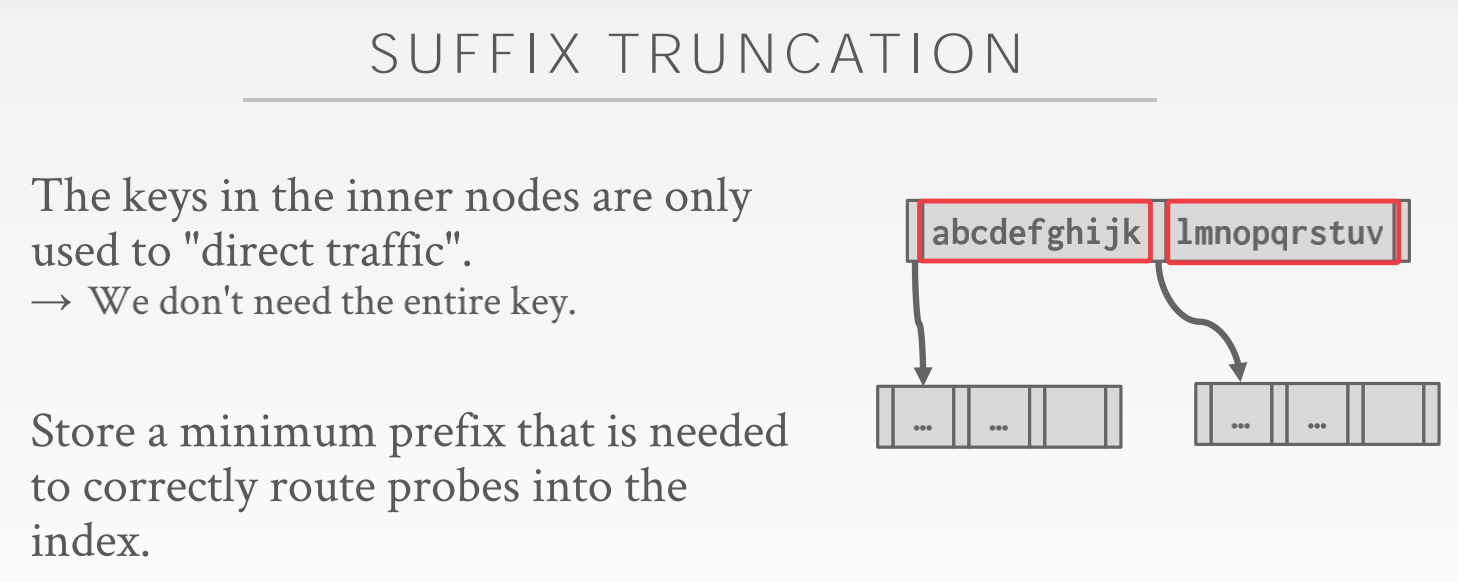 SUFFIX TRUNCATION
The keys in the inner nodes are only
used to "direct traffic".
→ We don't need the entire key.
Store a minimum prefix that is needed
to correctly route probes into the
index.
abcdefghijk lmnopqrstuv
... ... ... ...